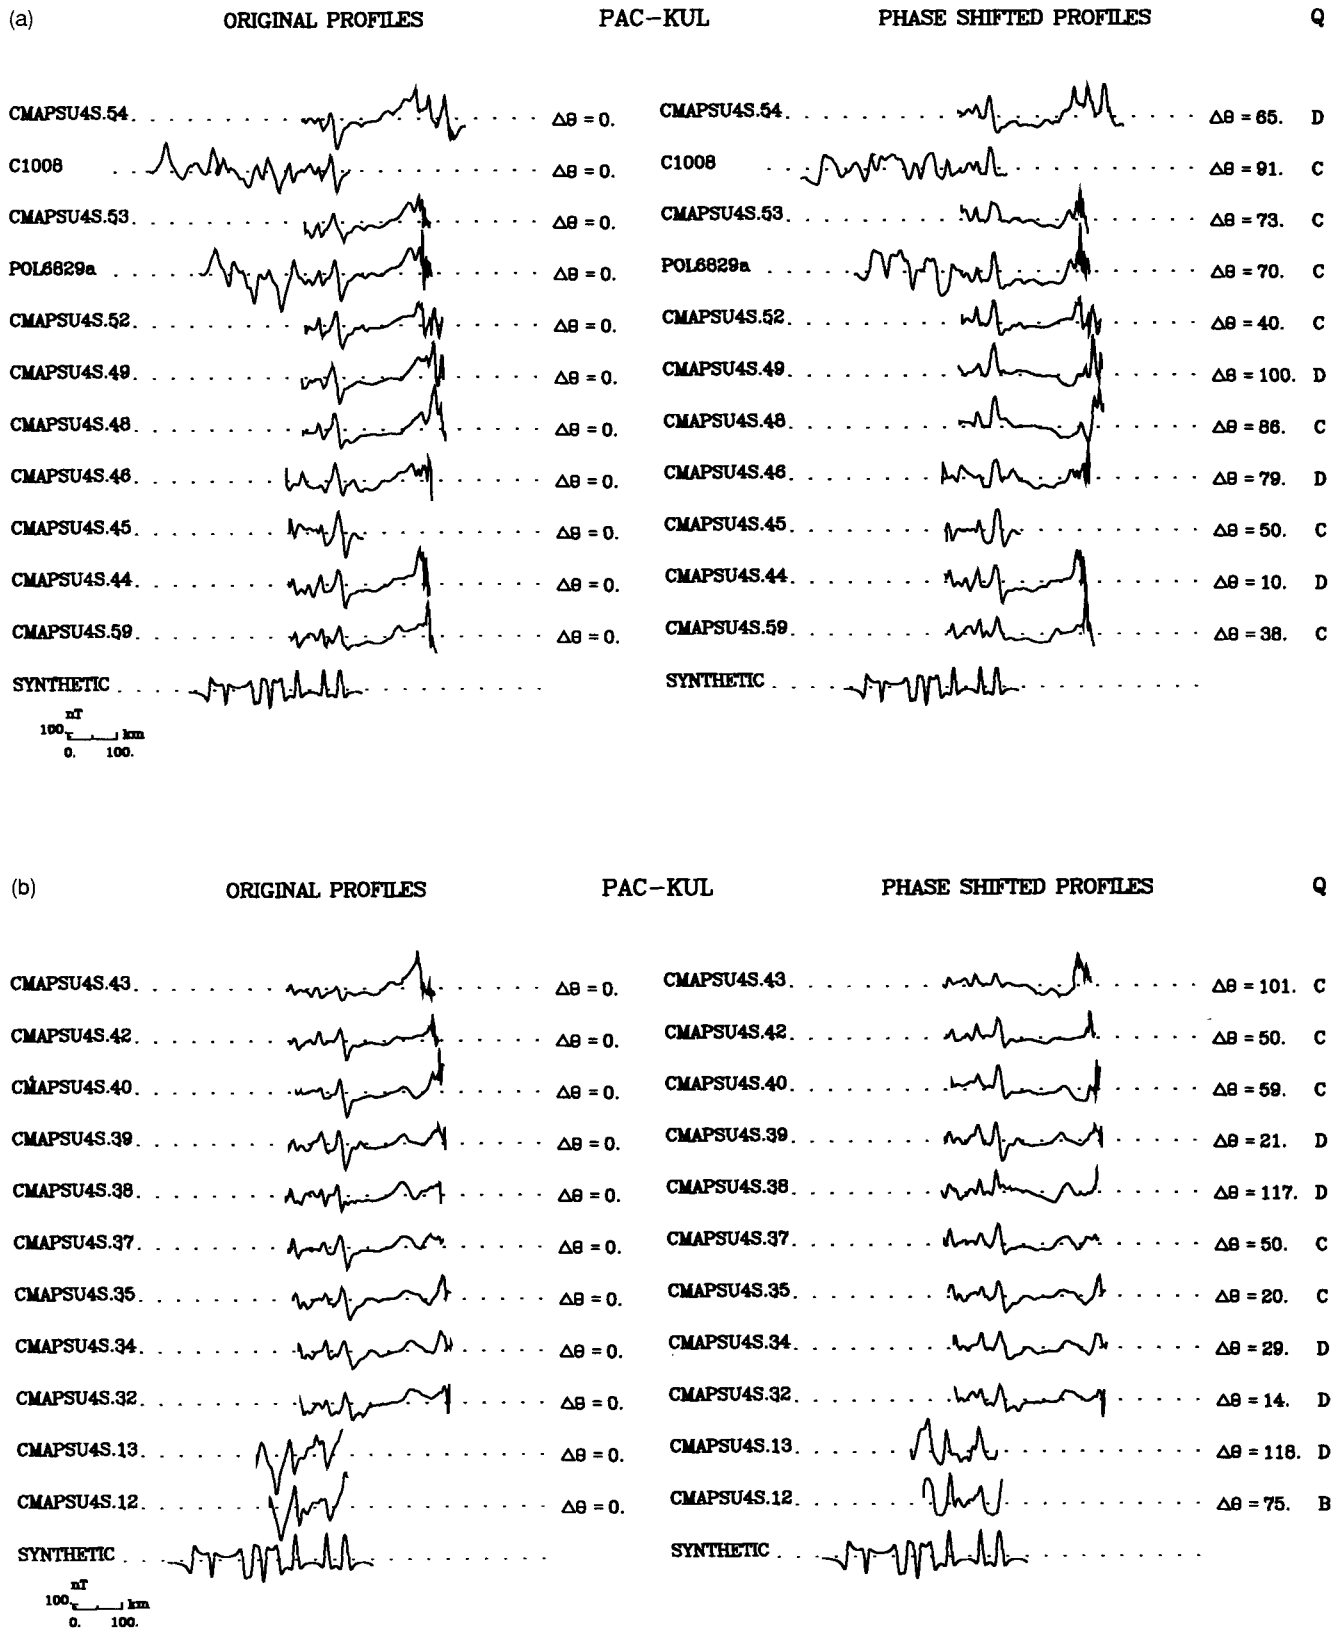 (a) ORIGINAL PROFILES PAC-KUL PHASE SHIFTED PROFILES Q
CMAPSU4S.54 Δθ = 0. CMAPSU4S.54 Δθ = 65. D
C1008 Δθ = 0. C1008 Δθ = 91. C
CMAPSU4S.53 Δθ = 0. CMAPSU4S.53 Δθ = 73. C
POL6829a Δθ = 0. POL6829a Δθ = 70. C
CMAPSU4S.52 Δθ = 0. CMAPSU4S.52 Δθ = 40. C
CMAPSU4S.49 Δθ = 0. CMAPSU4S.49 Δθ = 100. D
CMAPSU4S.48 Δθ = 0. CMAPSU4S.48 Δθ = 86. C
CMAPSU4S.46 Δθ = 0. CMAPSU4S.46 Δθ = 79. D
CMAPSU4S.45 Δθ = 0. CMAPSU4S.45 Δθ = 50. C
CMAPSU4S.44 Δθ = 0. CMAPSU4S.44 Δθ = 10. D
CMAPSU4S.59 Δθ = 0. CMAPSU4S.59 Δθ = 38. C
SYNTHETIC SYNTHETIC
nT
100. km
0. 100.
(b) ORIGINAL PROFILES PAC-KUL PHASE SHIFTED PROFILES Q
CMAPSU4S.43 Δθ = 0. CMAPSU4S.43 Δθ = 101. C
CMAPSU4S.42 Δθ = 0. CMAPSU4S.42 Δθ = 50. C
CMAPSU4S.40 Δθ = 0. CMAPSU4S.40 Δθ = 59. C
CMAPSU4S.39 Δθ = 0. CMAPSU4S.39 Δθ = 21. D
CMAPSU4S.38 Δθ = 0. CMAPSU4S.38 Δθ = 117. D
CMAPSU4S.37 Δθ = 0. CMAPSU4S.37 Δθ = 50. C
CMAPSU4S.35 Δθ = 0. CMAPSU4S.35 Δθ = 20. C
CMAPSU4S.34 Δθ = 0. CMAPSU4S.34 Δθ = 29. D
CMAPSU4S.32 Δθ = 0. CMAPSU4S.32 Δθ = 14. D
CMAPSU4S.13 Δθ = 0. CMAPSU4S.13 Δθ = 118. D
CMAPSU4S.12 Δθ = 0. CMAPSU4S.12 Δθ = 75. B
SYNTHETIC SYNTHETIC
nT
100. km
0. 100.